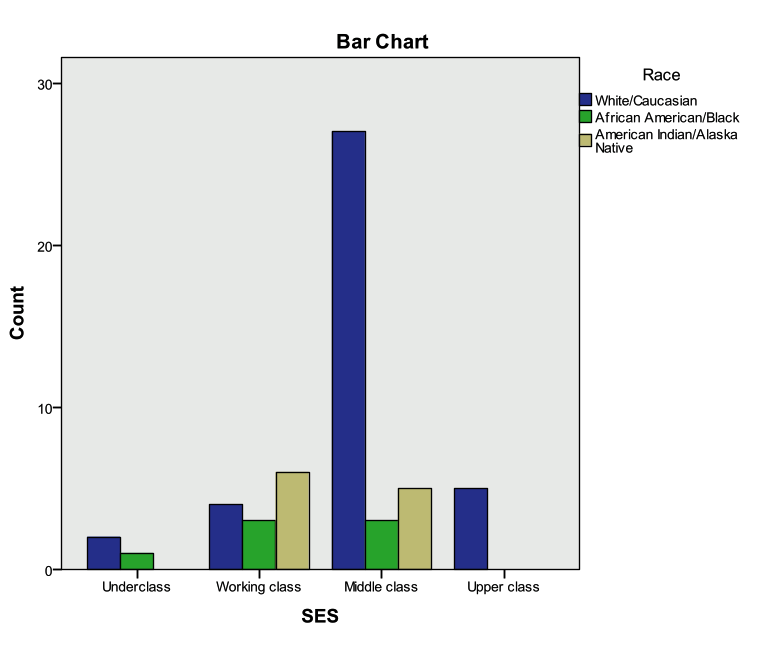 Bar Chart
Race
White/Caucasian
African American/Black
American Indian/Alaska
Native
30
20
10
0
Count
Underclass
Working class
Middle class
Upper class
SES